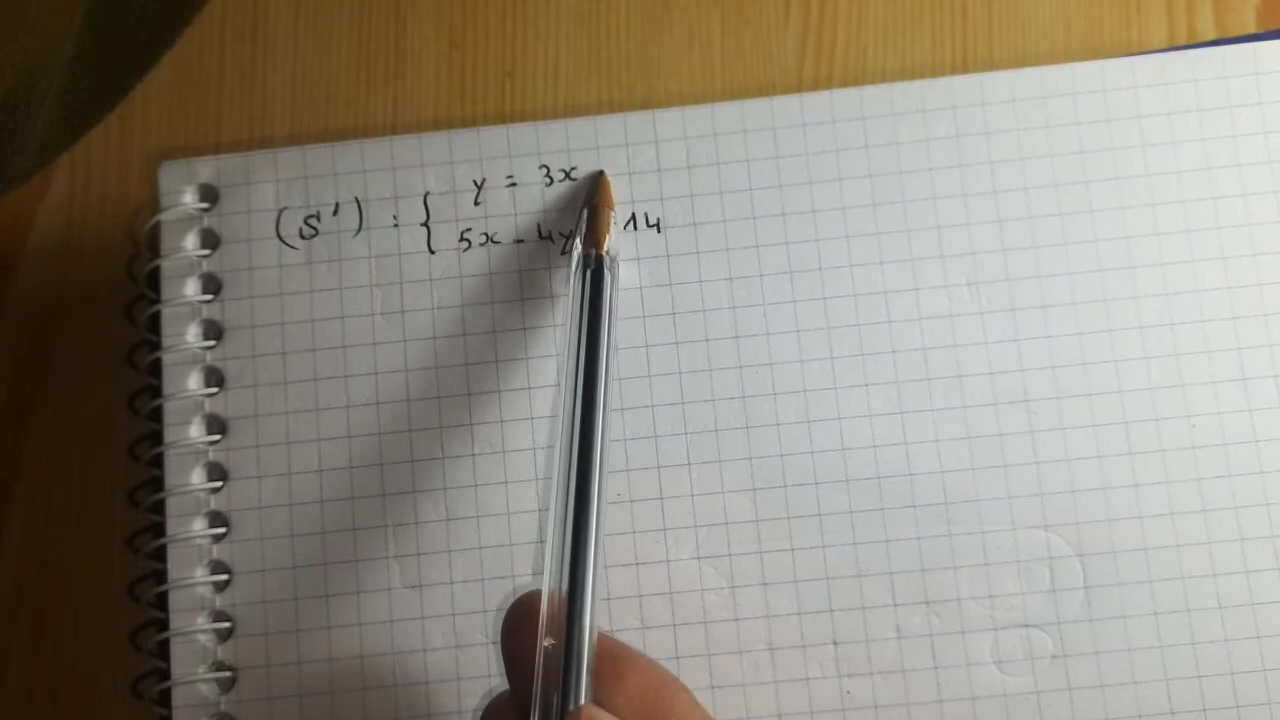 (S') : { y = 3x
5x - 4y 14